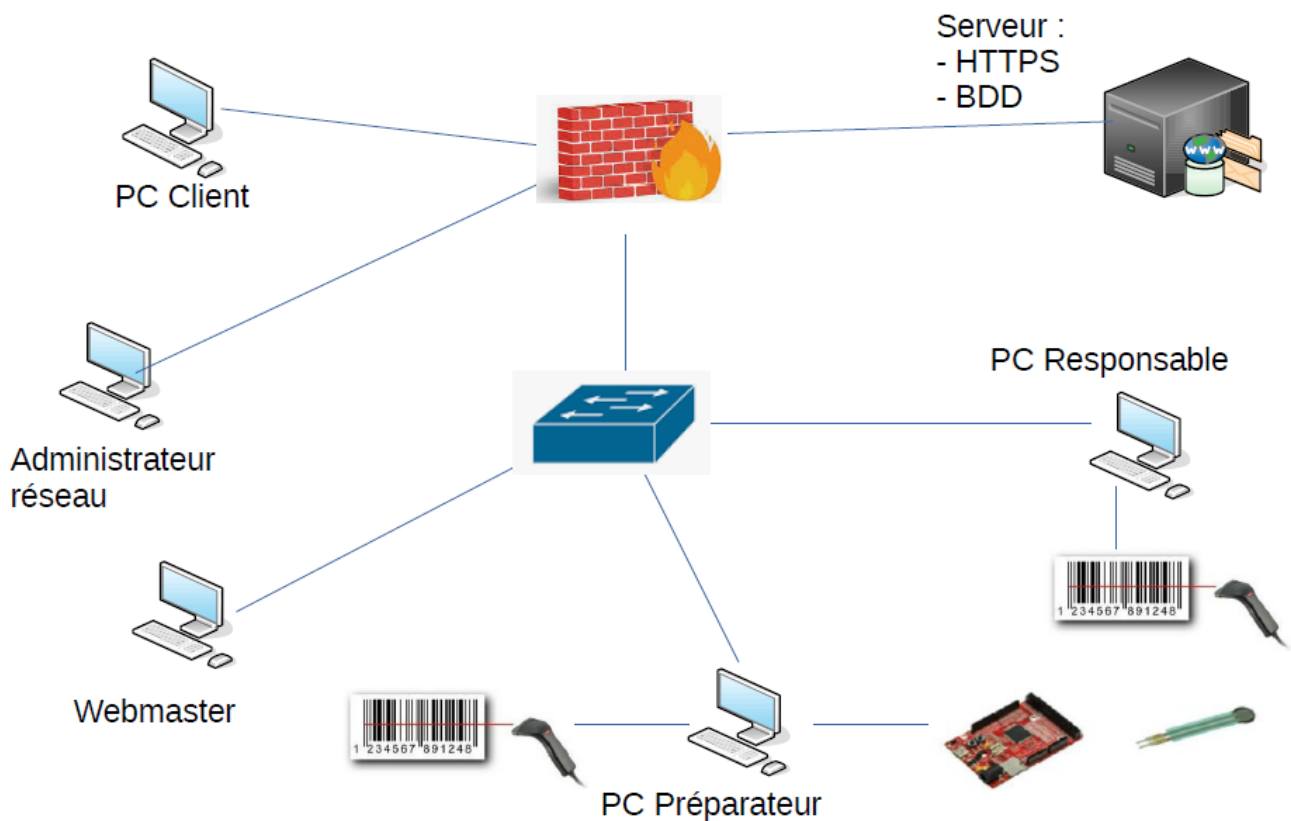 Serveur :
- HTTPS
- BDD
PC Client
PC Responsable
Administrateur
réseau
1 234567 891248
Webmaster
1 234567 891248
PC Préparateur